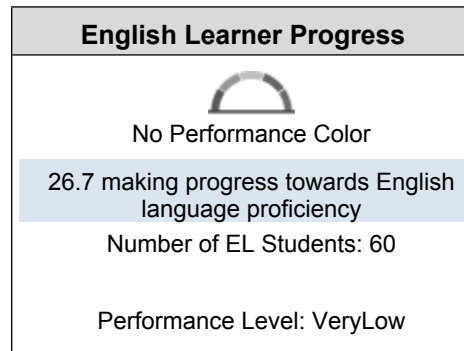 English Learner Progress
No Performance Color
26.7 making progress towards English
language proficiency
Number of EL Students: 60
Performance Level: VeryLow